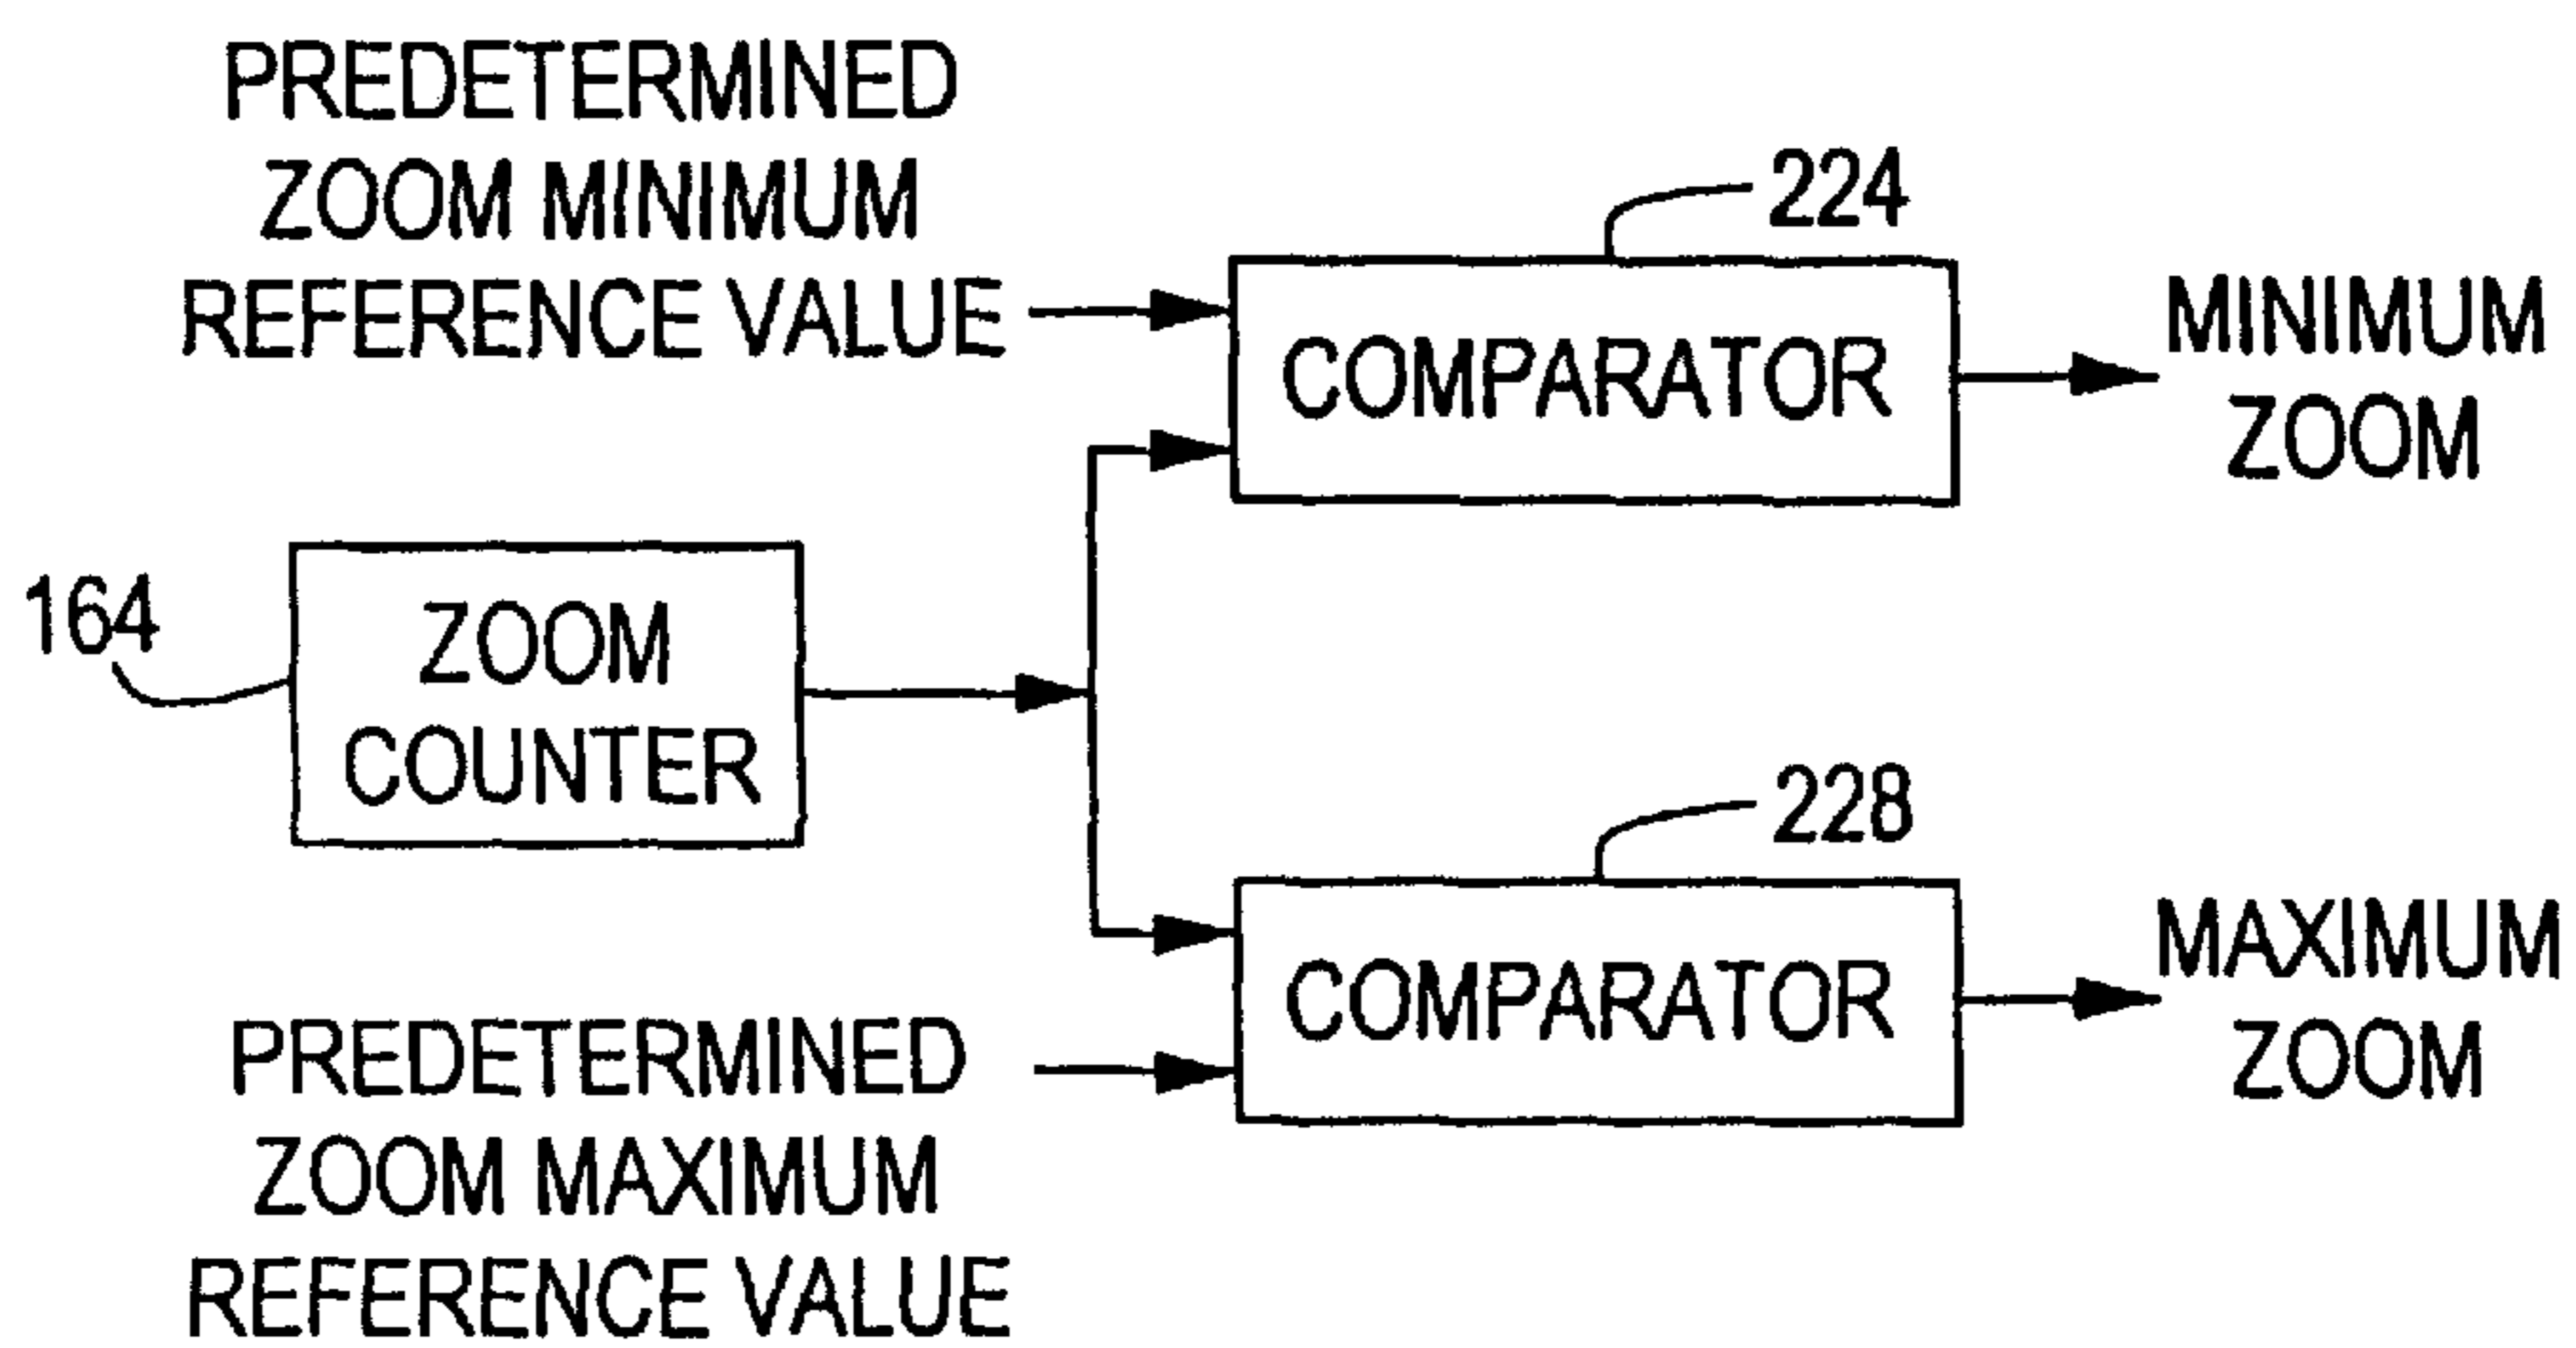 PREDETERMINED
ZOOM MINIMUM
REFERENCE VALUE
224
COMPARATOR
MINIMUM
ZOOM
164
ZOOM
COUNTER
228
COMPARATOR
MAXIMUM
ZOOM
PREDETERMINED
ZOOM MAXIMUM
REFERENCE VALUE